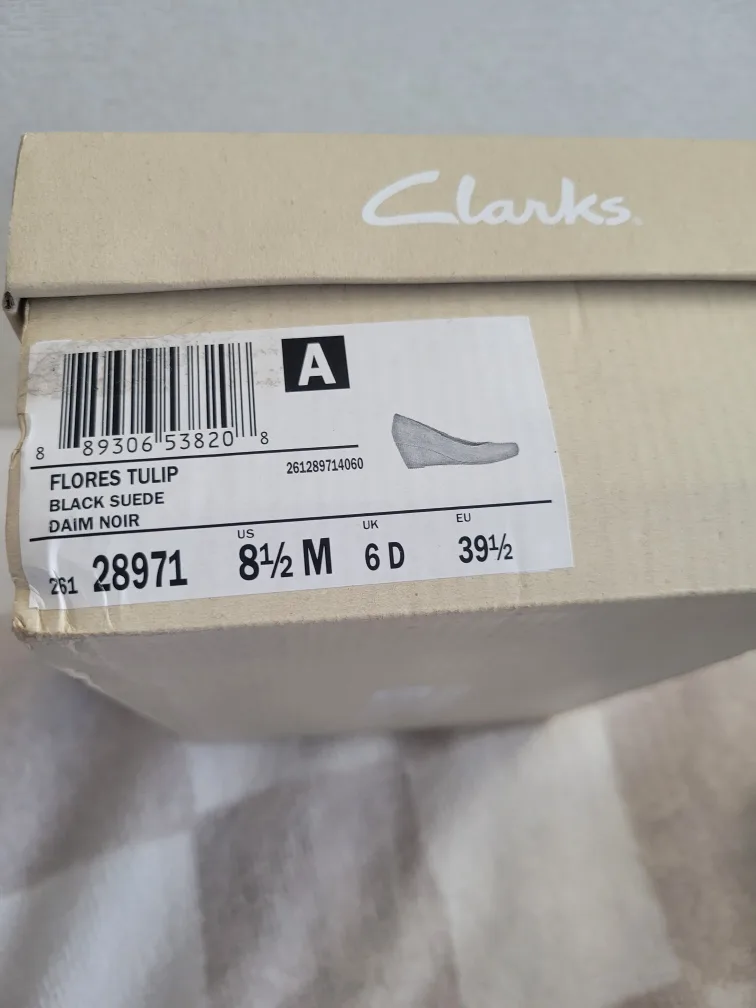 Clarks
A
8 89306 53820 8
261289714060
FLORES TULIP
BLACK SUEDE
DAIM NOIR
US
UK
EU
261 28971 8½ M 6 D 39½